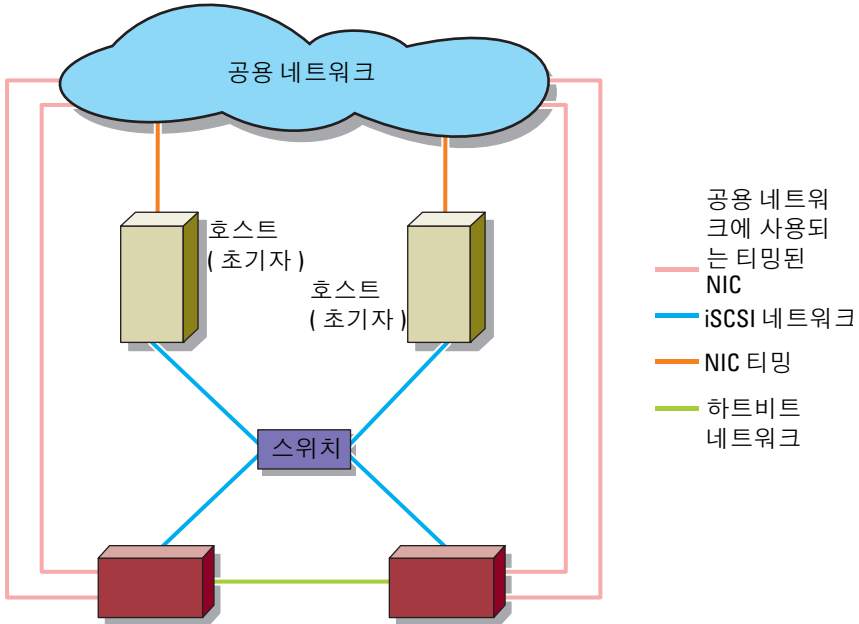 공용 네트워크
호스트
( 초기자 )
호스트
( 초기자 )
스위치
공용 네트워
크에 사용되
는 티밍된
NIC
iSCSI 네트워크
NIC 티밍
하트비트
네트워크